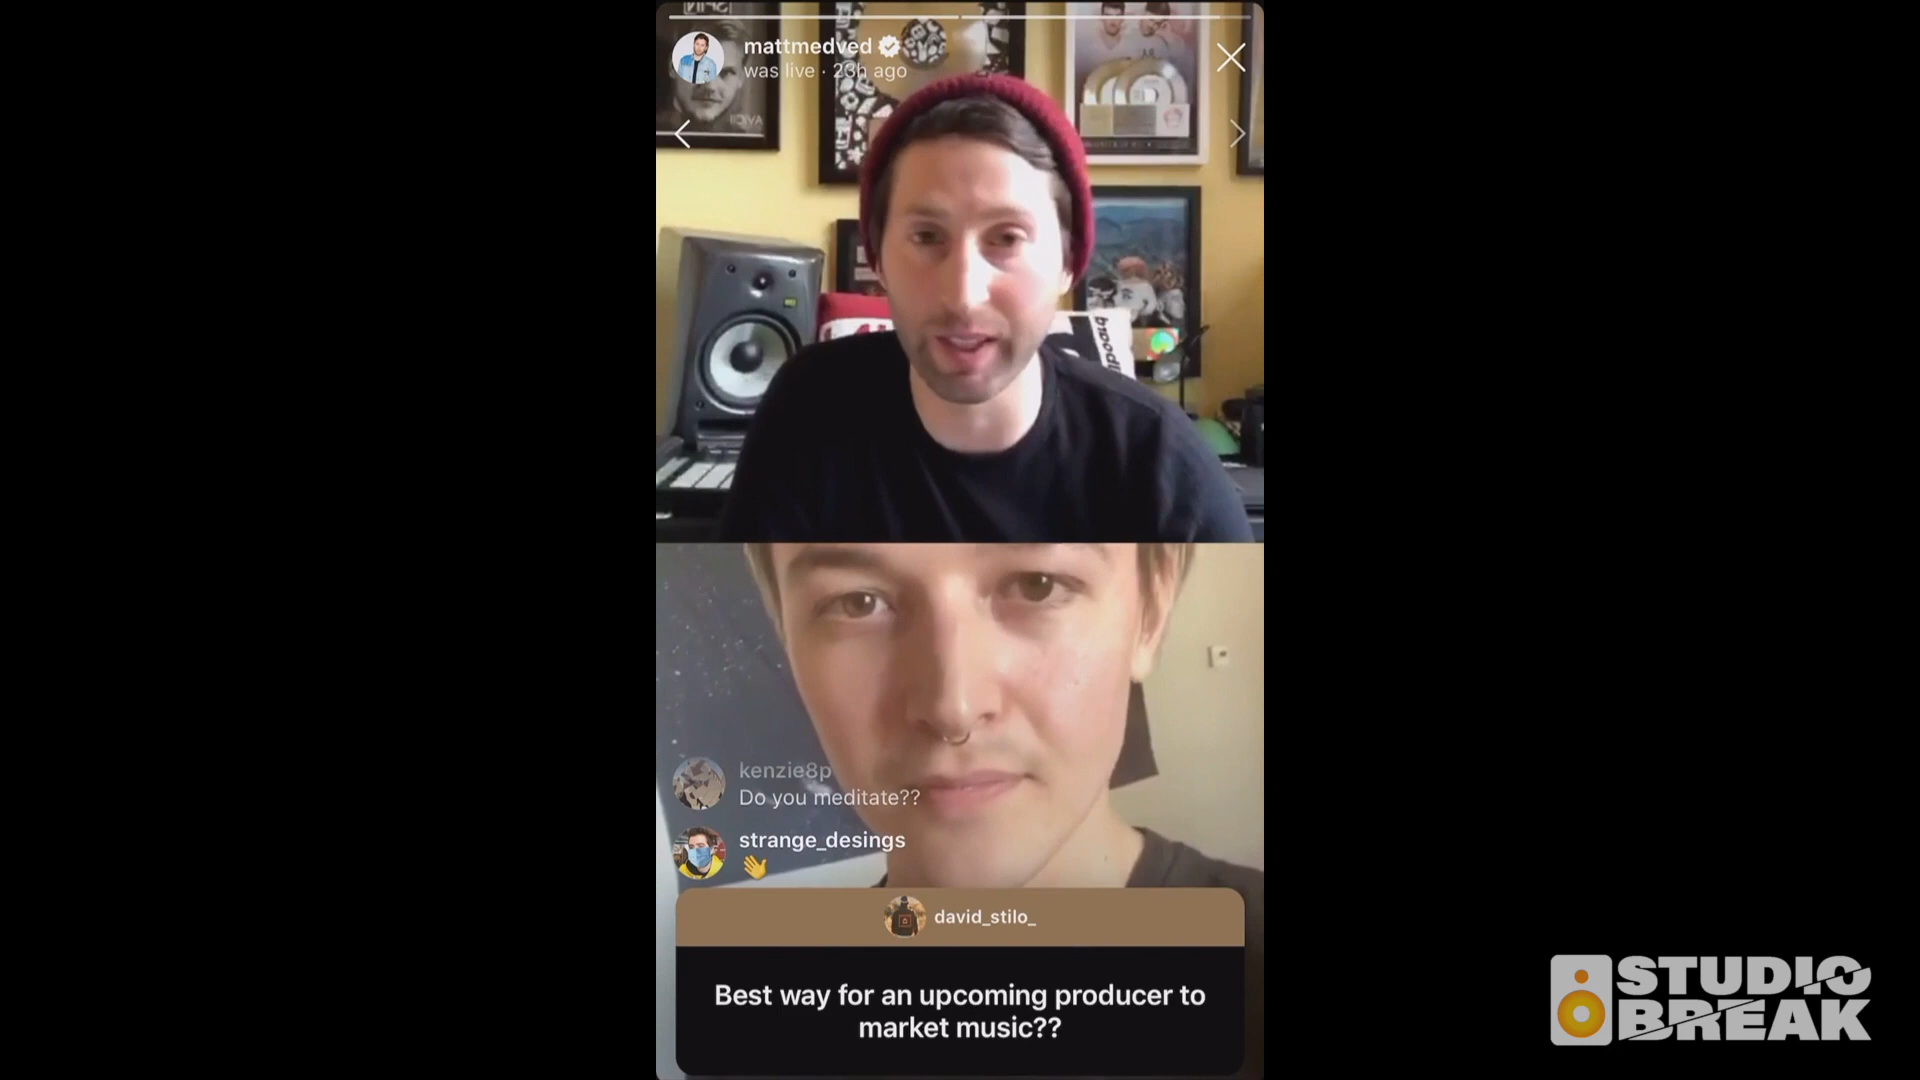 mattmedved
was live · 23h ago
kenzie8p
Do you meditate??
strange_desings
👋
david_stilo_
Best way for an upcoming producer to
market music??
STUDIO
BREAK